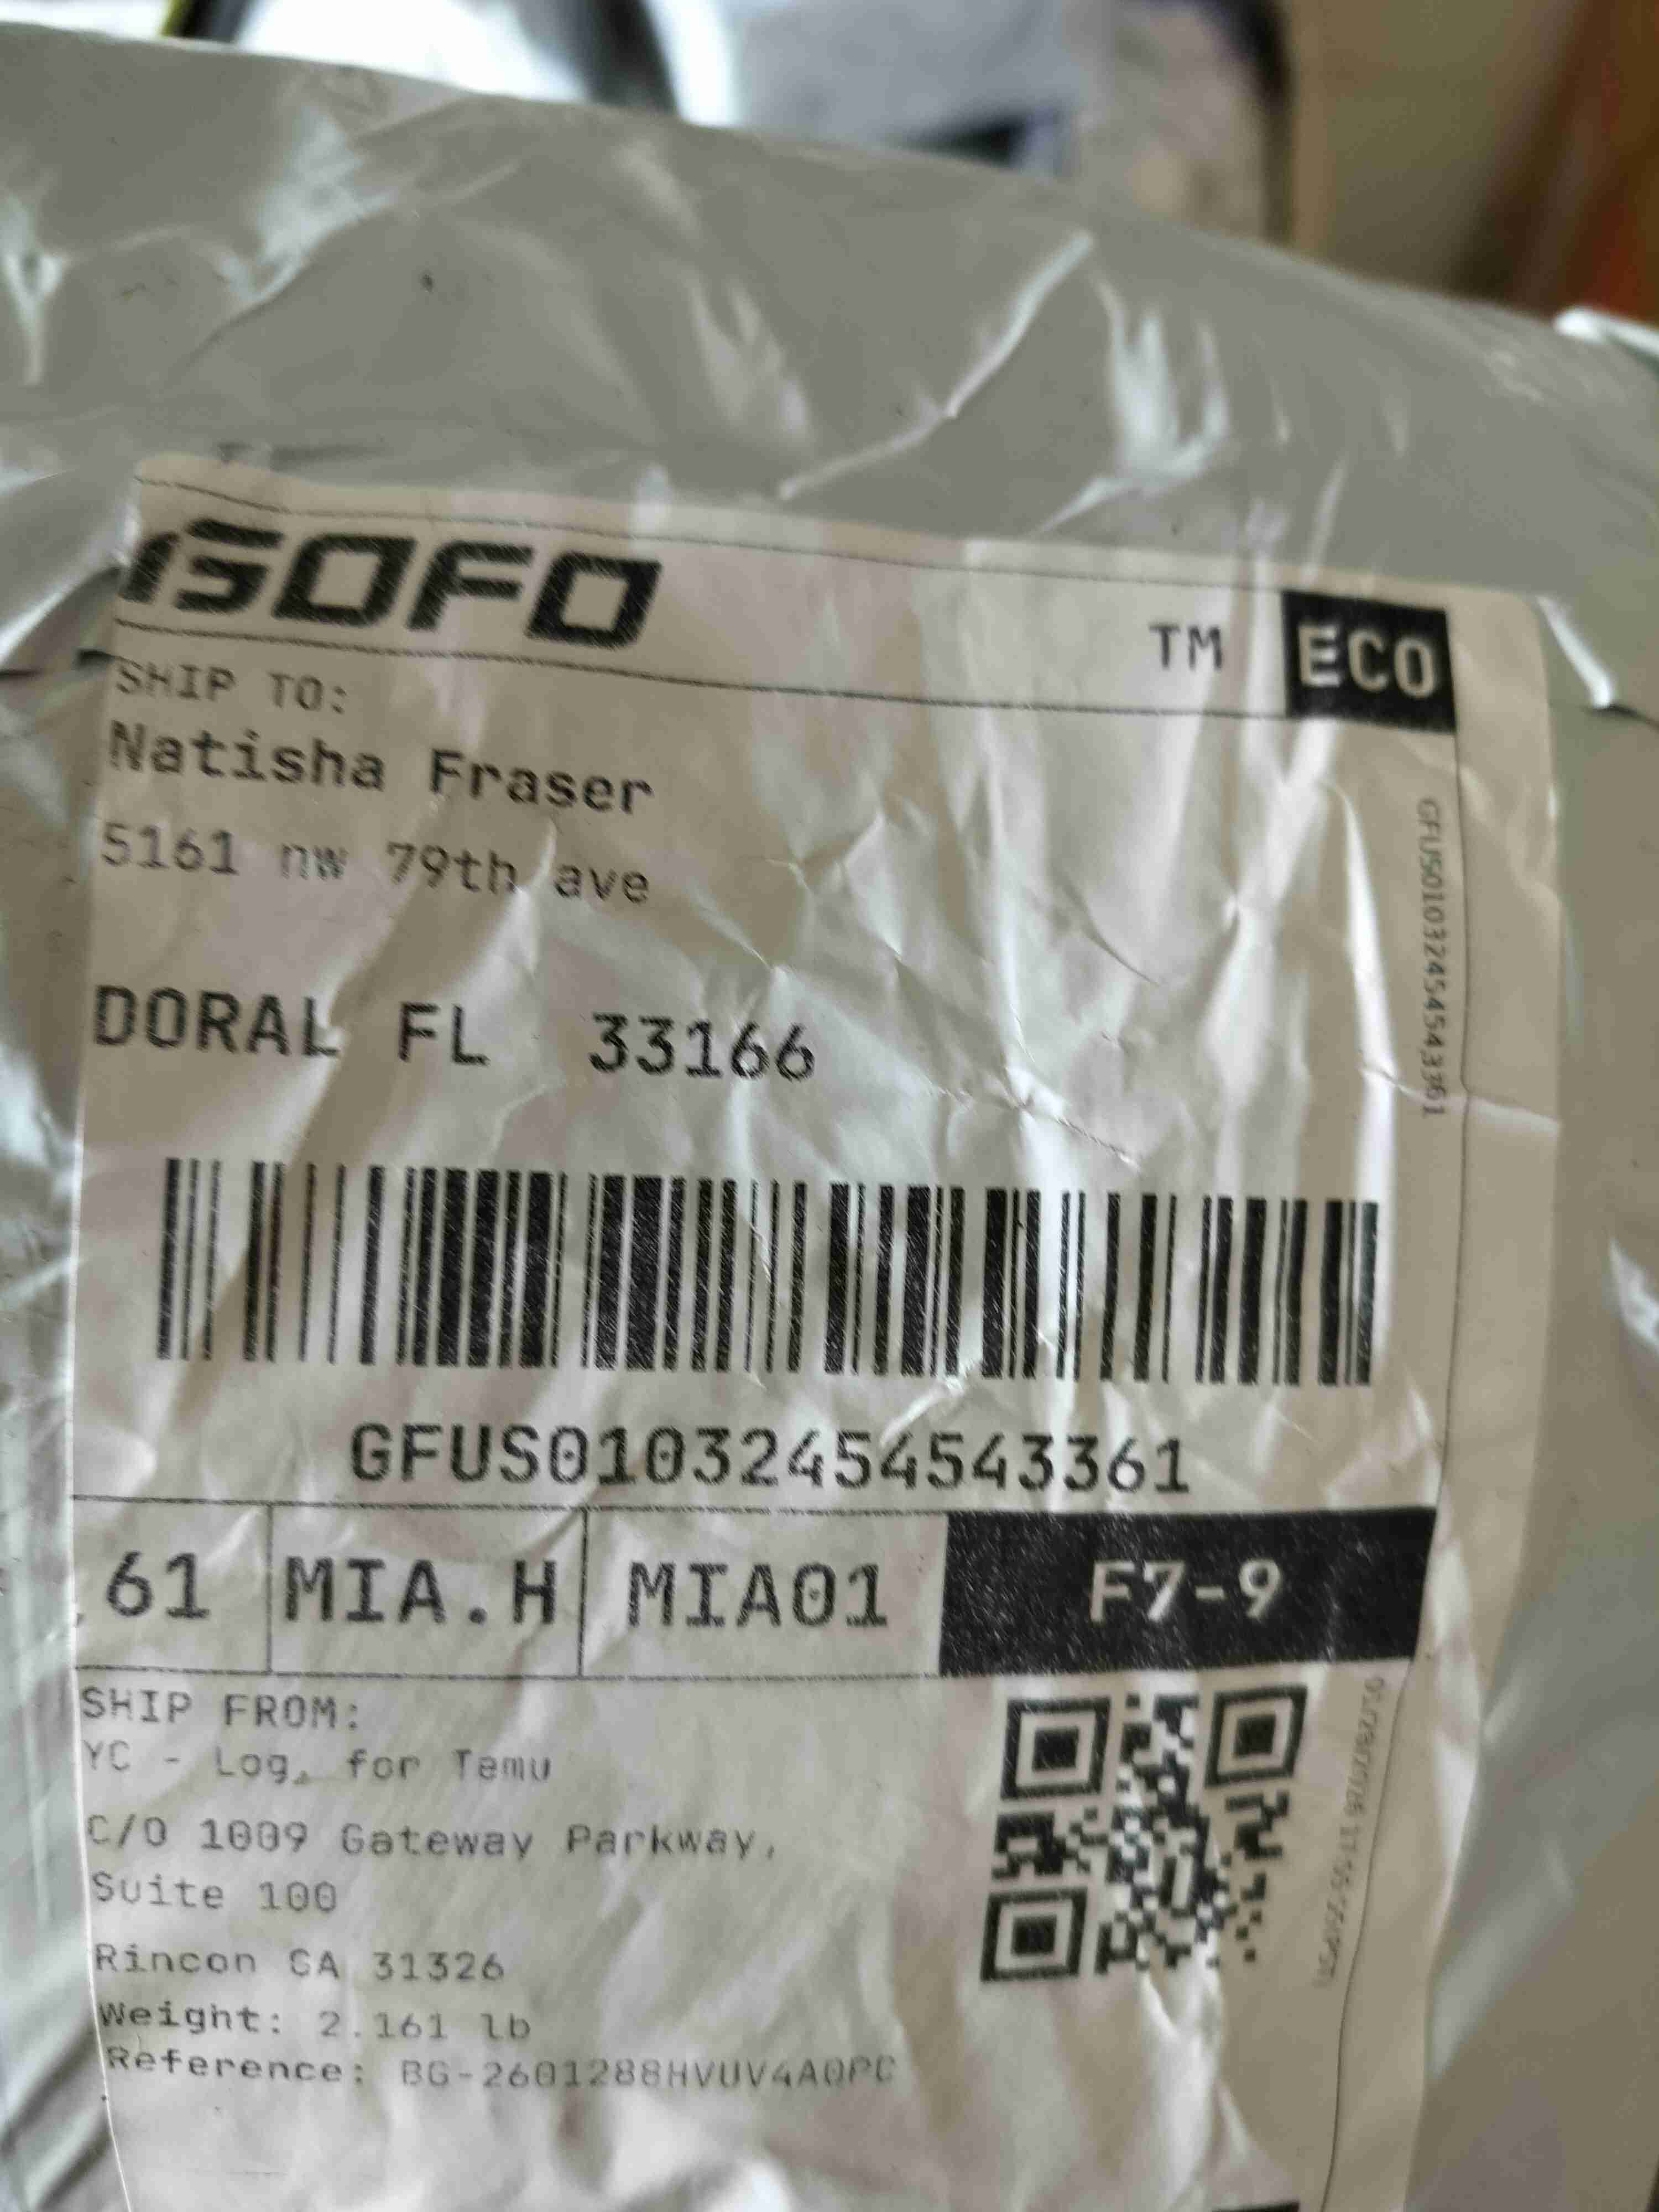 GOFO
TM ECO
SHIP TO:
Natisha Fraser
5161 nw 79th ave
DORAL FL 33166
GFUS01032454543361
GFUS01032454543361
61 MIA.H MIA01 F7-9
SHIP FROM:
YC - Log. for Temu
C/O 1009 Gateway Parkway,
Suite 100
Rincon GA 31326
Weight: 2.161 lb
Reference: BG-2601288HVUV4A0PC